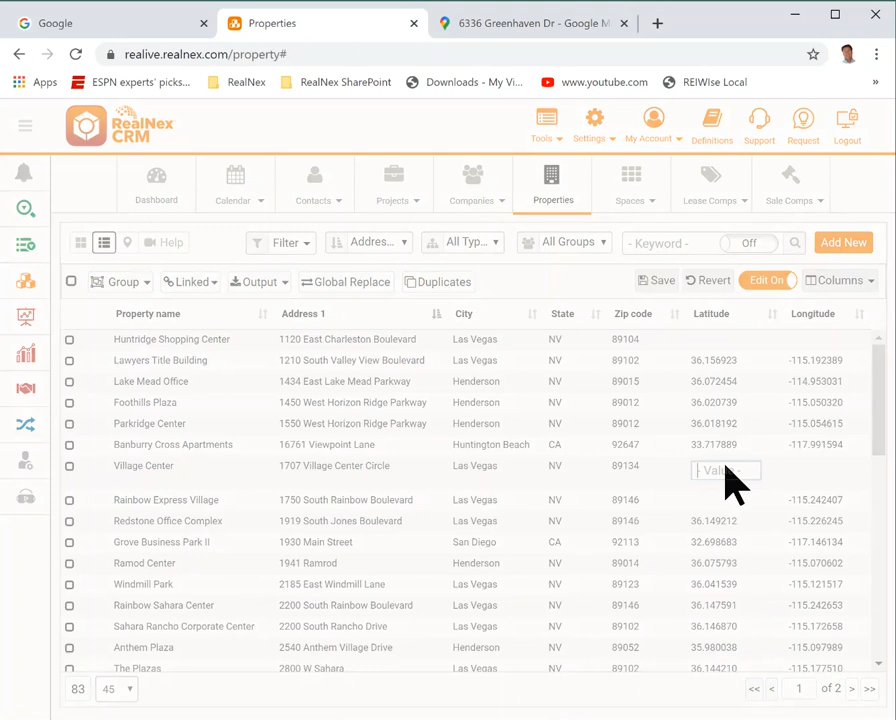 Google
Properties
6336 Greenhaven Dr - Google M
realive.realnex.com/property#
Apps
ESPN experts' picks...
RealNex
RealNex SharePoint
Downloads - My Vi...
www.youtube.com
REIWIse Local
»
RealNex
CRM
Tools
Settings
My Account
Definitions
Support
Request
Logout
Dashboard
Calendar
Contacts
Projects
Companies
Properties
Spaces
Lease Comps
Sale Comps
Help
Filter
Addres...
All Typ...
All Groups
- Keyword -
Off
Add New
Group
Linked
Output
Global Replace
Duplicates
Save
Revert
Edit On
Columns
Property name Address 1 City State Zip code Latitude Longitude
Huntridge Shopping Center 1120 East Charleston Boulevard Las Vegas NV 89104
Lawyers Title Building 1210 South Valley View Boulevard Las Vegas NV 89102 36.156923 -115.192389
Lake Mead Office 1434 East Lake Mead Parkway Henderson NV 89015 36.072454 -114.953031
Foothills Plaza 1450 West Horizon Ridge Parkway Henderson NV 89012 36.020739 -115.050320
Parkridge Center 1550 West Horizon Ridge Parkway Henderson NV 89012 36.018192 -115.054615
Banburry Cross Apartments 16761 Viewpoint Lane Huntington Beach CA 92647 33.717889 -117.991594
Village Center 1707 Village Center Circle Las Vegas NV 89134
Rainbow Express Village 1750 South Rainbow Boulevard Las Vegas NV 89146 -115.242407
Redstone Office Complex 1919 South Jones Boulevard Las Vegas NV 89146 36.149212 -115.226245
Grove Business Park II 1930 Main Street San Diego CA 92113 32.698683 -117.146134
Ramod Center 1941 Ramrod Henderson NV 89014 36.075793 -115.070602
Windmill Park 2185 East Windmill Lane Las Vegas NV 89123 36.041539 -115.121517
Rainbow Sahara Center 2200 South Rainbow Boulevard Las Vegas NV 89146 36.147591 -115.242653
Sahara Rancho Corporate Center 2200 South Rancho Drive Las Vegas NV 89102 36.146870 -115.172658
Anthem Plaza 2540 Anthem Village Drive Henderson NV 89052 35.980038 -115.097989
The Plazas 2800 W Sahara Las Vegas NV 89102 36.144210 -115.177510
83
45
<< < 1 of 2 > >>